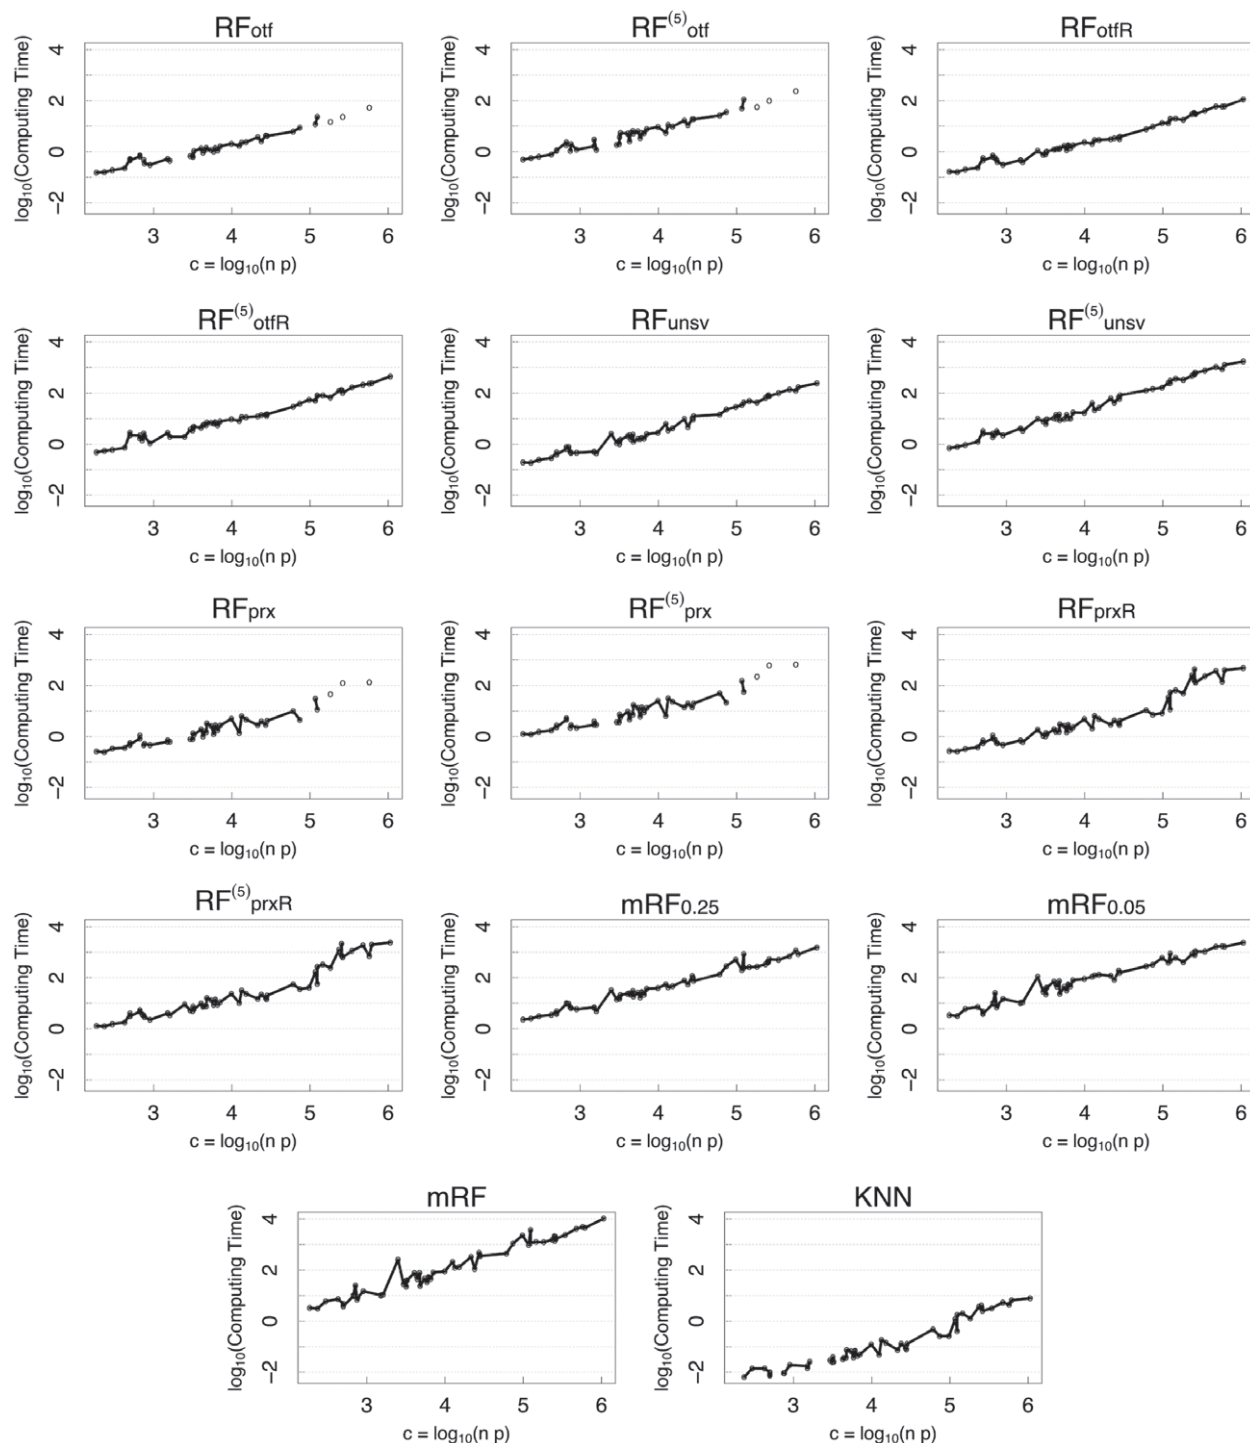 RFotf
RF(5)otf
RFotfR
log10(Computing Time)
4
2
0
−2
3 4 5 6
c = log10(n p)
log10(Computing Time)
4
2
0
−2
3 4 5 6
c = log10(n p)
log10(Computing Time)
4
2
0
−2
3 4 5 6
c = log10(n p)
RF(5)otfR
RFunsv
RF(5)unsv
log10(Computing Time)
4
2
0
−2
3 4 5 6
c = log10(n p)
log10(Computing Time)
4
2
0
−2
3 4 5 6
c = log10(n p)
log10(Computing Time)
4
2
0
−2
3 4 5 6
c = log10(n p)
RFprx
RF(5)prx
RFprxR
log10(Computing Time)
4
2
0
−2
3 4 5 6
c = log10(n p)
log10(Computing Time)
4
2
0
−2
3 4 5 6
c = log10(n p)
log10(Computing Time)
4
2
0
−2
3 4 5 6
c = log10(n p)
RF(5)prxR
mRF0.25
mRF0.05
log10(Computing Time)
4
2
0
−2
3 4 5 6
c = log10(n p)
log10(Computing Time)
4
2
0
−2
3 4 5 6
c = log10(n p)
log10(Computing Time)
4
2
0
−2
3 4 5 6
c = log10(n p)
mRF
KNN
log10(Computing Time)
4
2
0
−2
3 4 5 6
c = log10(n p)
log10(Computing Time)
4
2
0
−2
3 4 5 6
c = log10(n p)